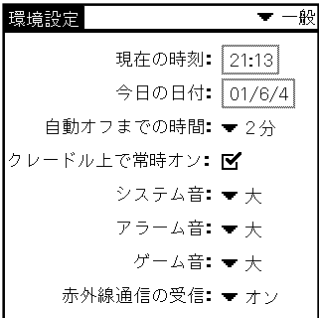 環境設定 ▼ 一般
現在の時刻: 21:13
今日の日付: 01/6/4
自動オフまでの時間: ▼ 2分
クレードル上で常時オン: ☑
システム音: ▼ 大
アラーム音: ▼ 大
ゲーム音: ▼ 大
赤外線通信の受信: ▼ オン